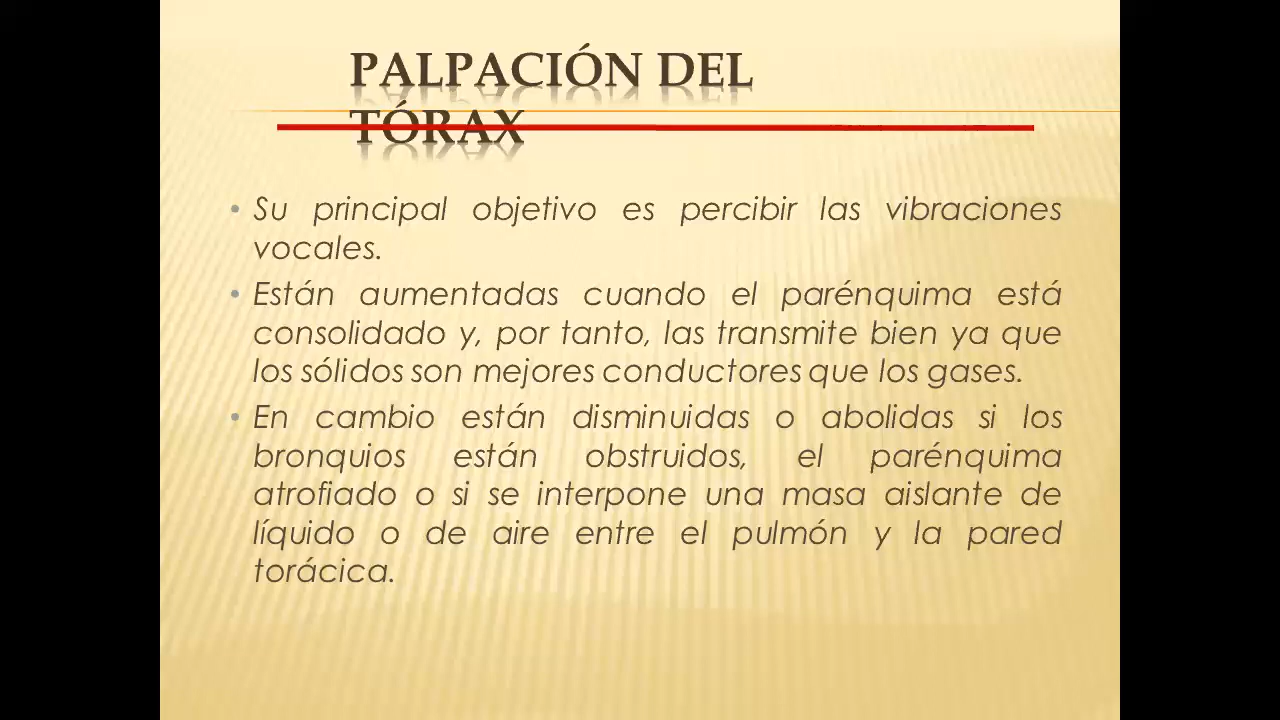 PALPACIÓN DEL
TÓRAX
• Su principal objetivo es percibir las vibraciones
vocales.
• Están aumentadas cuando el parénquima está
consolidado y, por tanto, las transmite bien ya que
los sólidos son mejores conductores que los gases.
• En cambio están disminuidas o abolidas si los
bronquios están obstruidos, el parénquima
atrofiado o si se interpone una masa aislante de
líquido o de aire entre el pulmón y la pared
torácica.